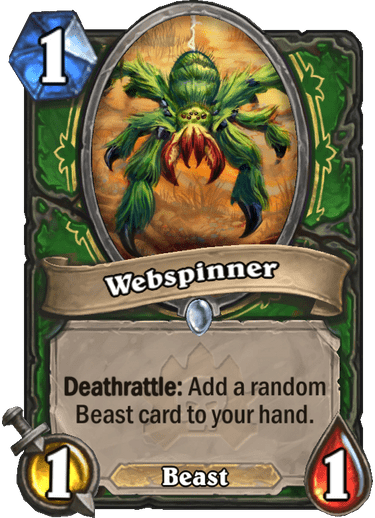 1
Webspinner
Deathrattle: Add a random
Beast card to your hand.
1
Beast
1